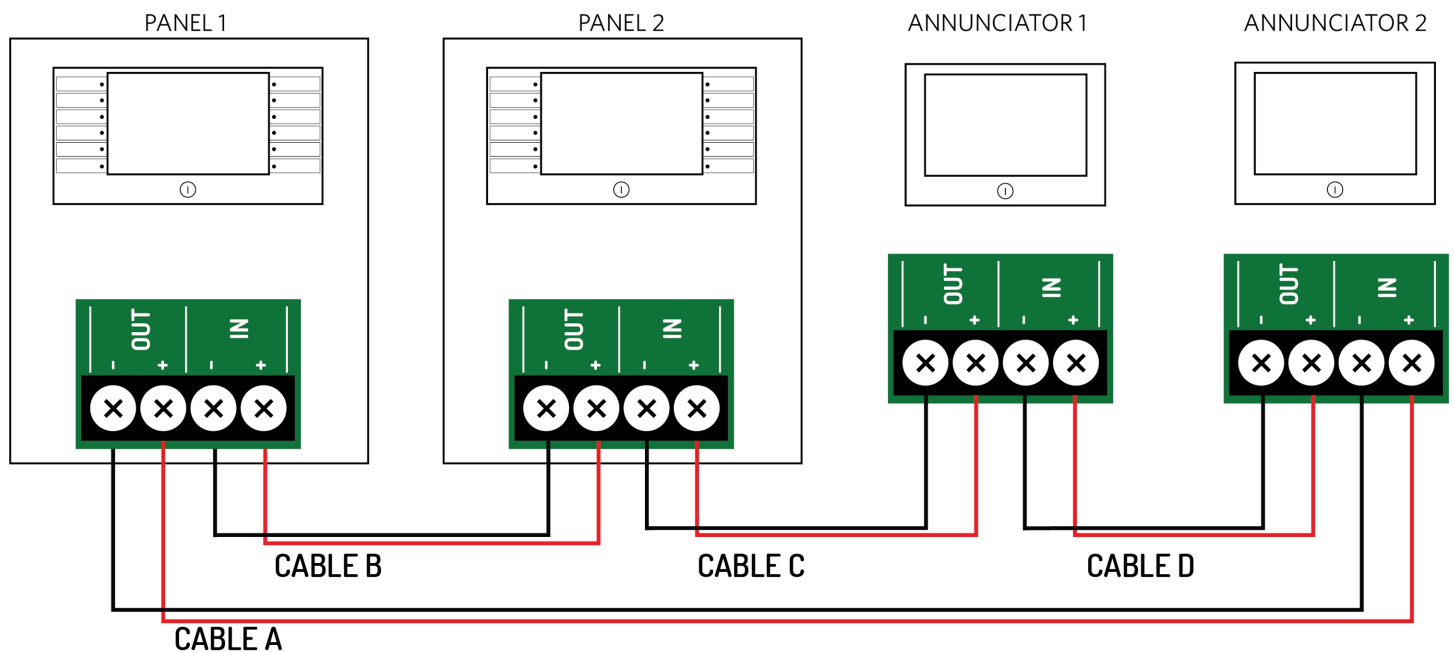 PANEL 1
PANEL 2
ANNUNCIATOR 1
ANNUNCIATOR 2
OUT
IN
- + - +
OUT
IN
- + - +
OUT
IN
- + - +
OUT
IN
- + - +
CABLE B
CABLE C
CABLE D
CABLE A